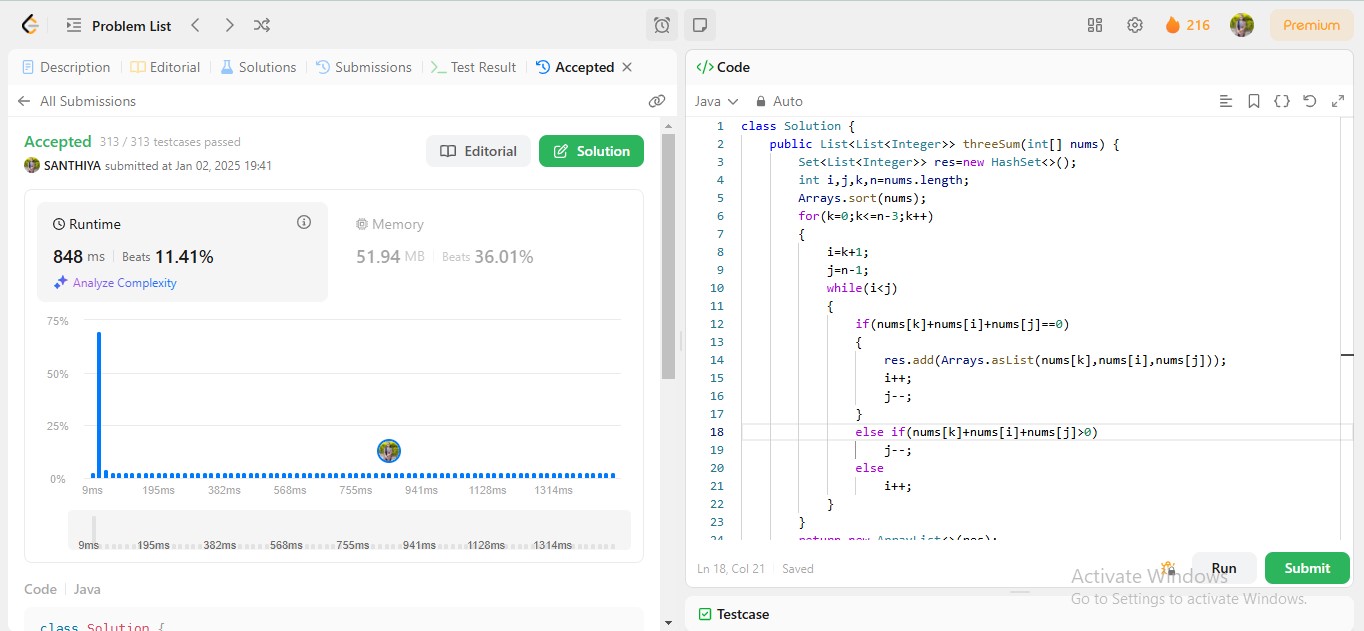 Problem List
216
Premium
Description
Editorial
Solutions
Submissions
Test Result
Accepted
All Submissions
Accepted 313 / 313 testcases passed
SANTHIYA submitted at Jan 02, 2025 19:41
Editorial
Solution
Runtime
848 ms Beats 11.41%
Analyze Complexity
Memory
51.94 MB Beats 36.01%
75%
50%
25%
0%
9ms 195ms 382ms 568ms 755ms 941ms 1128ms 1314ms
9ms 195ms 382ms 568ms 755ms 941ms 1128ms 1314ms
Code Java
class Solution {
</> Code
Java Auto
1 class Solution {
2 public List<List<Integer>> threeSum(int[] nums) {
3 Set<List<Integer>> res=new HashSet<>();
4 int i,j,k,n=nums.length;
5 Arrays.sort(nums);
6 for(k=0;k<=n-3;k++)
7 {
8 i=k+1;
9 j=n-1;
10 while(i<j)
11 {
12 if(nums[k]+nums[i]+nums[j]==0)
13 {
14 res.add(Arrays.asList(nums[k],nums[i],nums[j]));
15 i++;
16 j--;
17 }
18 else if(nums[k]+nums[i]+nums[j]>0)
19 j--;
20 else
21 i++;
22 }
23 }
24 return new ArrayList<>(res);
Ln 18, Col 21 Saved
Run
Submit
Activate Windows
Go to Settings to activate Windows.
Testcase